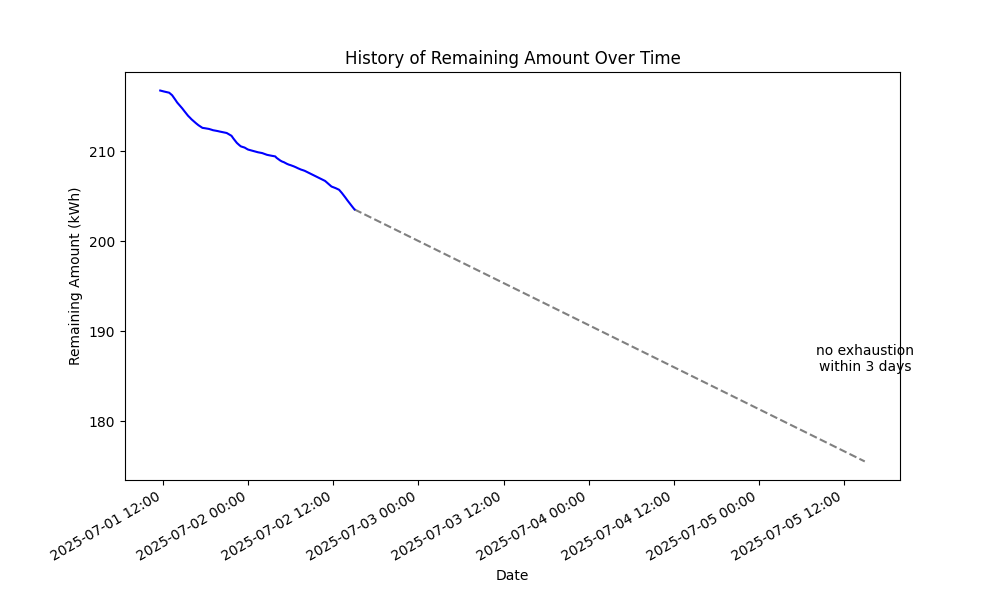 History of Remaining Amount Over Time
Remaining Amount (kWh)
210
200
190
180
no exhaustion
within 3 days
2025-07-01 12:00
2025-07-02 00:00
2025-07-02 12:00
2025-07-03 00:00
2025-07-03 12:00
2025-07-04 00:00
2025-07-04 12:00
2025-07-05 00:00
2025-07-05 12:00
Date